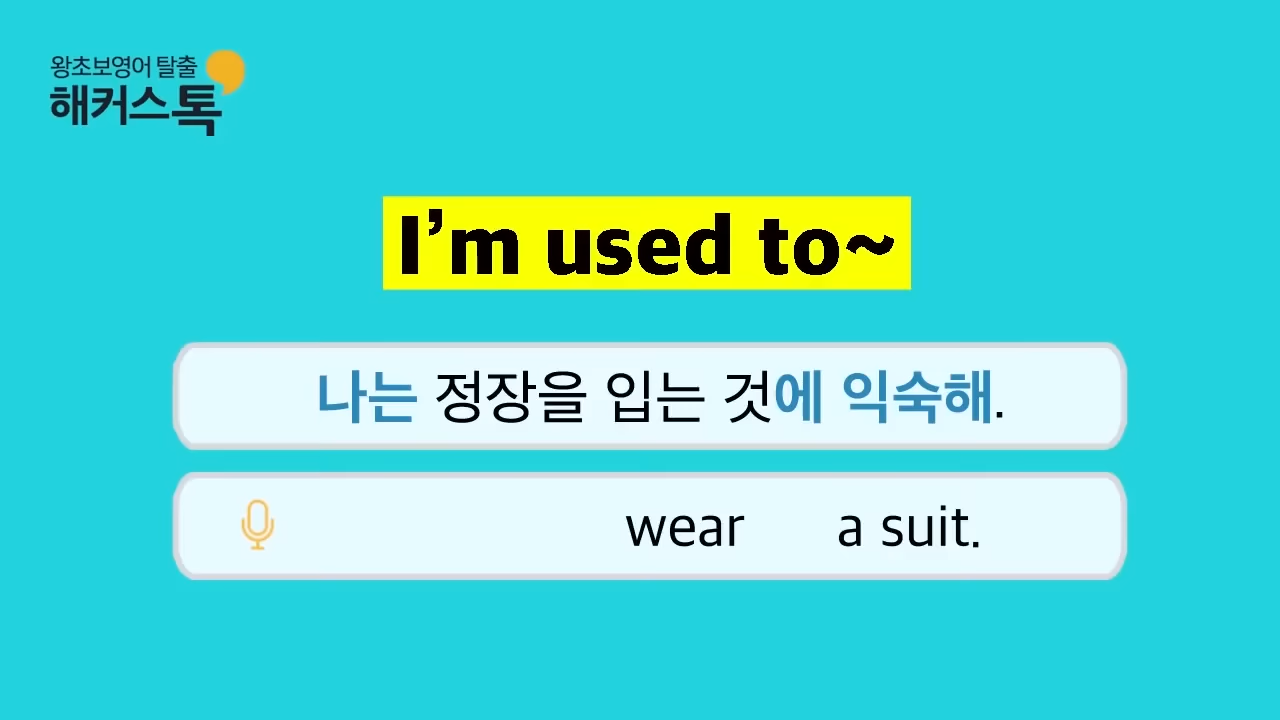 왕초보영어 탈출
해커스톡
I'm used to~
나는 정장을 입는 것에 익숙해.
wear a suit.